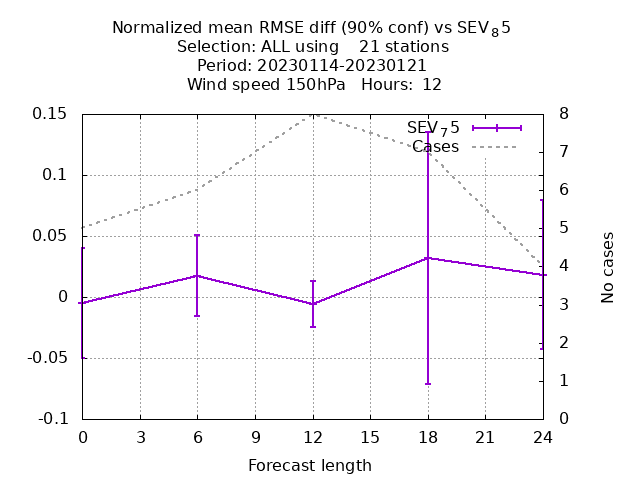 Normalized mean RMSE diff (90% conf) vs SEV₈5
Selection: ALL using    21 stations
Period: 20230114-20230121
Wind speed 150hPa   Hours:  12
SEV₇5
Cases
0.15
0.1
0.05
0
-0.05
-0.1
8
7
6
5
4
3
2
1
0
No cases
0 3 6 9 12 15 18 21 24
Forecast length